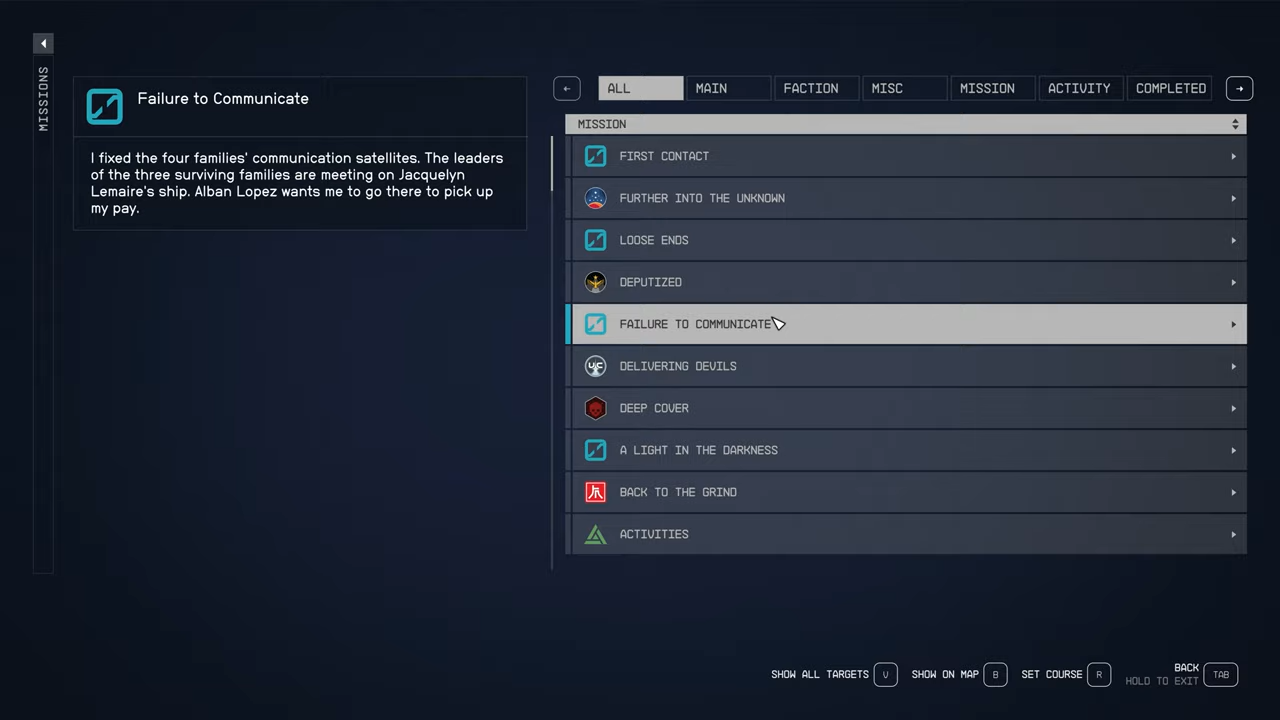 MISSIONS
Failure to Communicate
I fixed the four families' communication satellites. The leaders
of the three surviving families are meeting on Jacquelyn
Lemaire's ship. Alban Lopez wants me to go there to pick up
my pay.
ALL MAIN FACTION MISC MISSION ACTIVITY COMPLETED
MISSION
FIRST CONTACT
FURTHER INTO THE UNKNOWN
LOOSE ENDS
DEPUTIZED
FAILURE TO COMMUNICATE
UC DELIVERING DEVILS
DEEP COVER
A LIGHT IN THE DARKNESS
BACK TO THE GRIND
ACTIVITIES
SHOW ALL TARGETS V SHOW ON MAP B SET COURSE R BACK TAB
HOLD TO EXIT